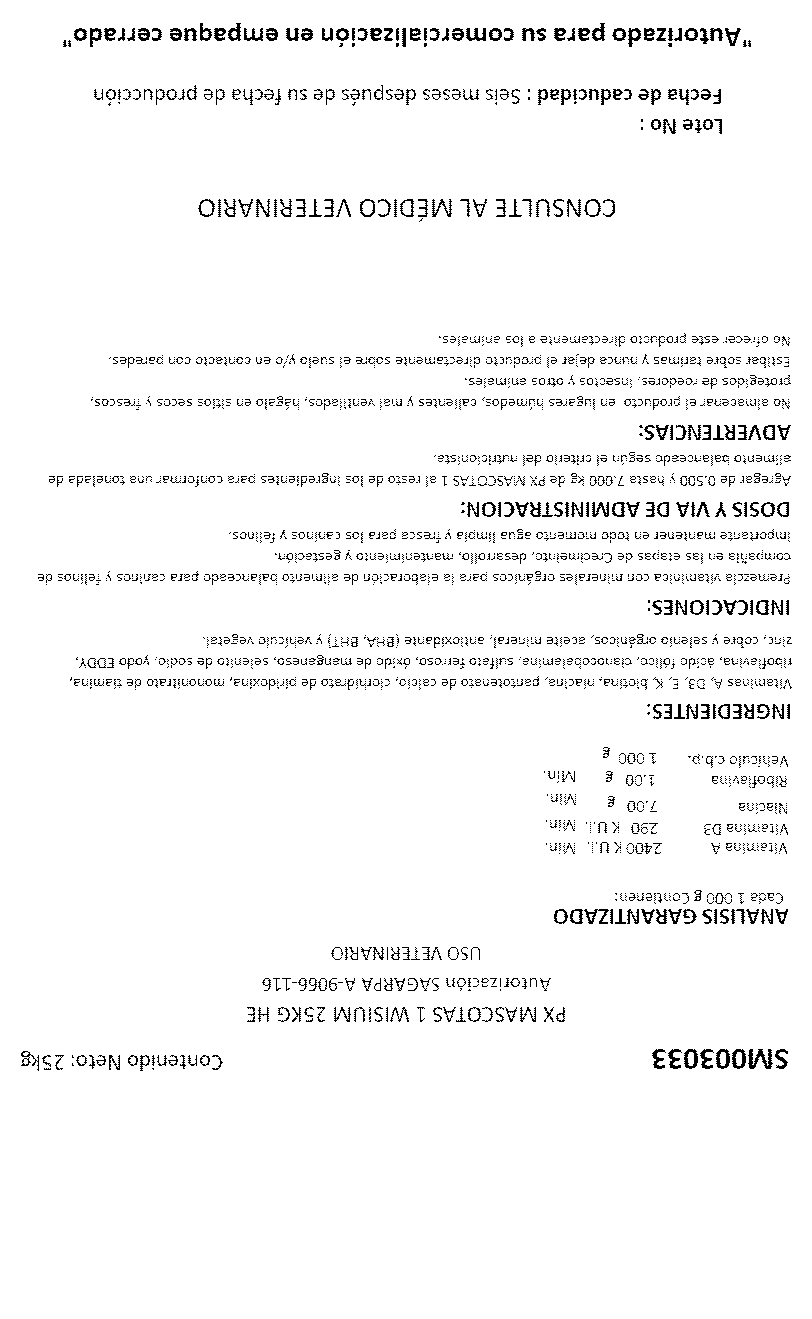 SM003033 Contenido Neto: 25kg
PX MASCOTAS 1 WISIUM 25KG HE
Autorización SAGARPA A-9066-116
USO VETERINARIO
ANALISIS GARANTIZADO
Cada 1 000 g Contienen:
Vitamina A 2400 K U.I. Min.
Vitamina D3 290 K U.I. Min.
Niacina 7.00 g Min.
Riboflavina 1.00 g Min.
Vehículo c.b.p. 1 000 g
INGREDIENTES:
Vitaminas A, D3, E, K, biotina, niacina, pantotenato de calcio, clorhidrato de piridoxina, mononitrato de tiamina,
riboflavina, ácido fólico, cianocobalamina, sulfato ferroso, óxido de manganeso, selenito de sodio, yodo EDDY,
zinc, cobre y selenio orgánicos, aceite mineral, antioxidante (BHA, BHT) y vehículo vegetal.
INDICACIONES:
Premezcla vitamínica con minerales orgánicos para la elaboración de alimento balanceado para caninos y felinos de
compañía en las etapas de Crecimeinto, desarrollo, mantenimiento y gestación.
Importante mantener en todo momento agua limpia y fresca para los caninos y felinos.
DOSIS Y VIA DE ADMINISTRACION:
Agregar de 0.500 y hasta 7.000 kg de PX MASCOTAS 1 al resto de los ingredientes para conformar una tonelada de
alimento balanceado según el criterio del nutricionista.
ADVERTENCIAS:
No almacenar el producto en lugares húmedos, calientes y mal ventilados, hágalo en sitios secos y frescos,
protegidos de roedores, insectos y otros animales.
Estibar sobre tarimas y nunca dejar el producto directamente sobre el suelo y/o en contacto con paredes.
No ofrecer este producto directamente a los animales.
CONSULTE AL MÉDICO VETERINARIO
Lote No :
Fecha de caducidad : Seis meses después de su fecha de producción
"Autorizado para su comercialización en empaque cerrado"